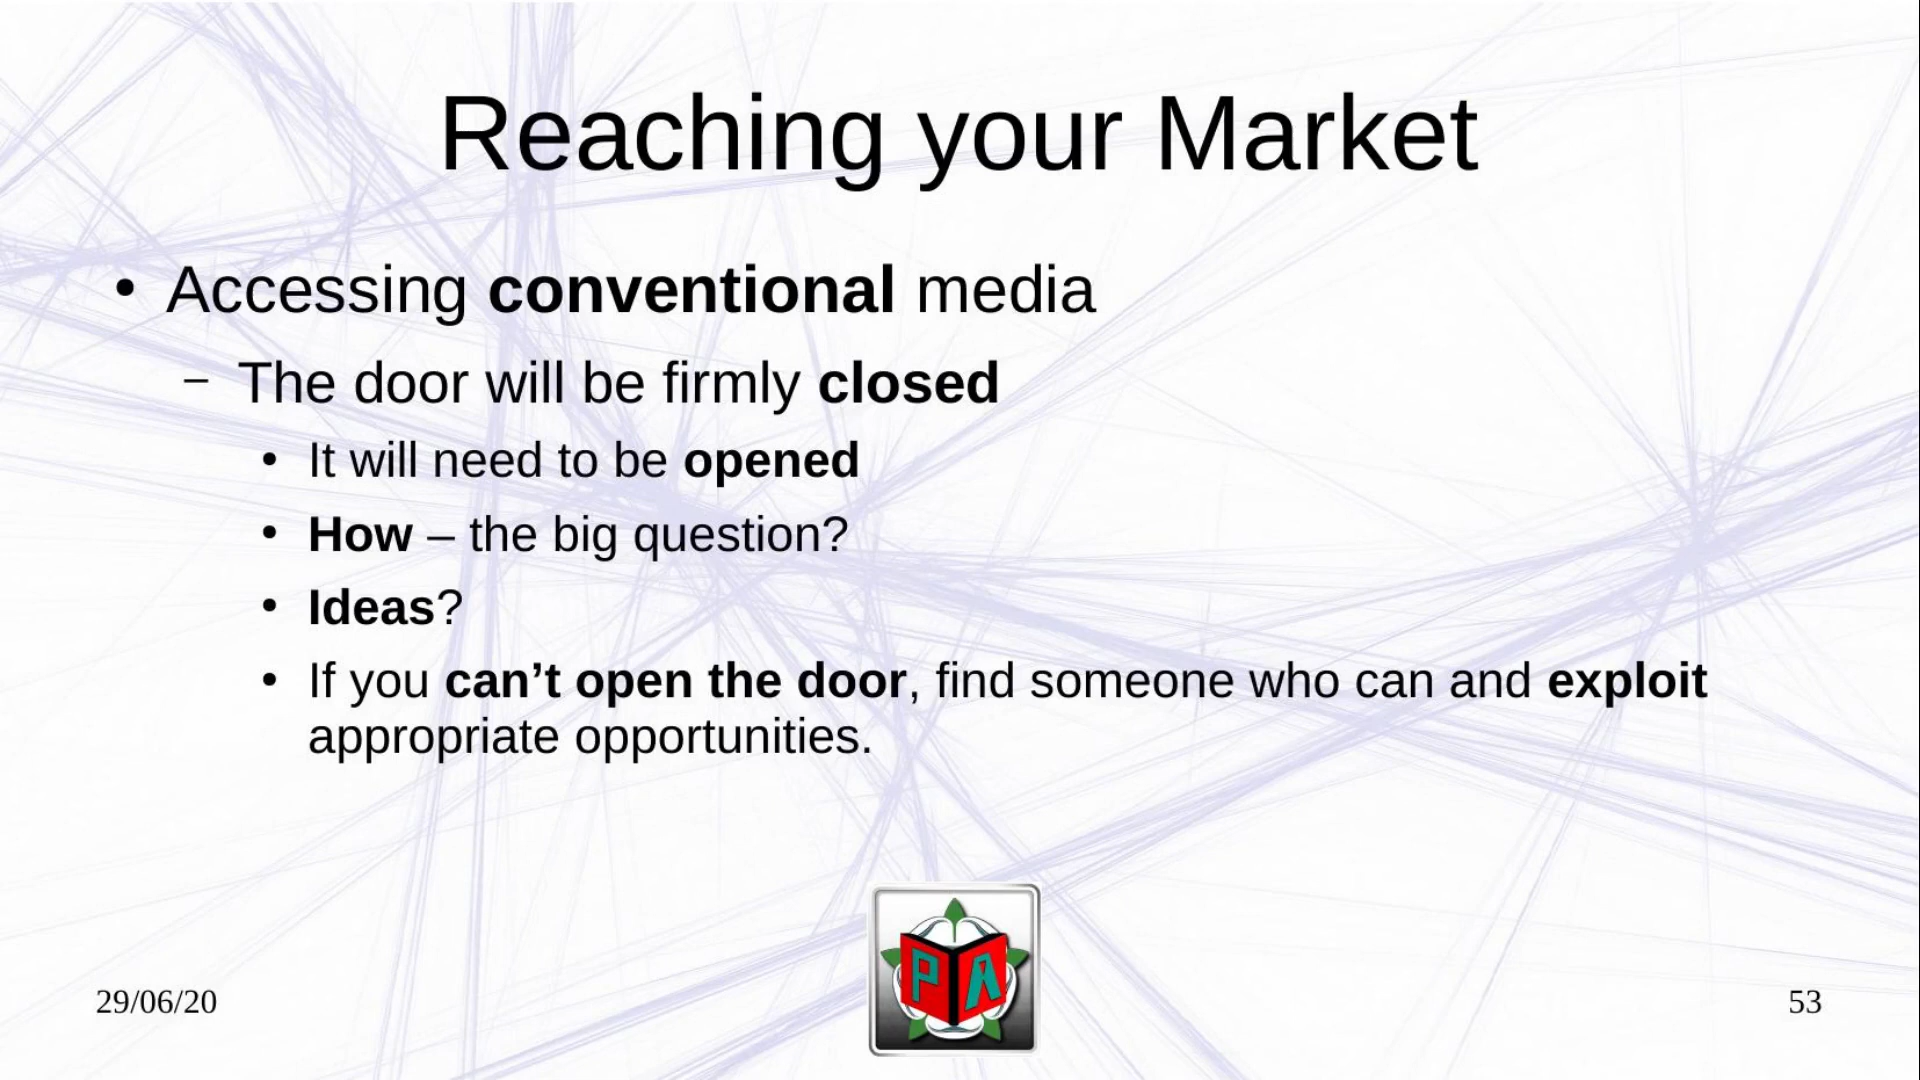 Reaching your Market
• Accessing conventional media
– The door will be firmly closed
• It will need to be opened
• How – the big question?
• Ideas?
• If you can’t open the door, find someone who can and exploit
appropriate opportunities.
P A
29/06/20
53